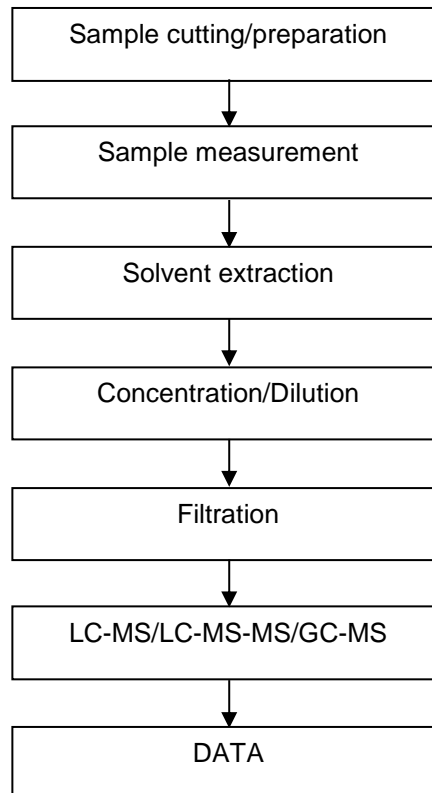 Sample cutting/preparation
Sample measurement
Solvent extraction
Concentration/Dilution
Filtration
LC-MS/LC-MS-MS/GC-MS
DATA